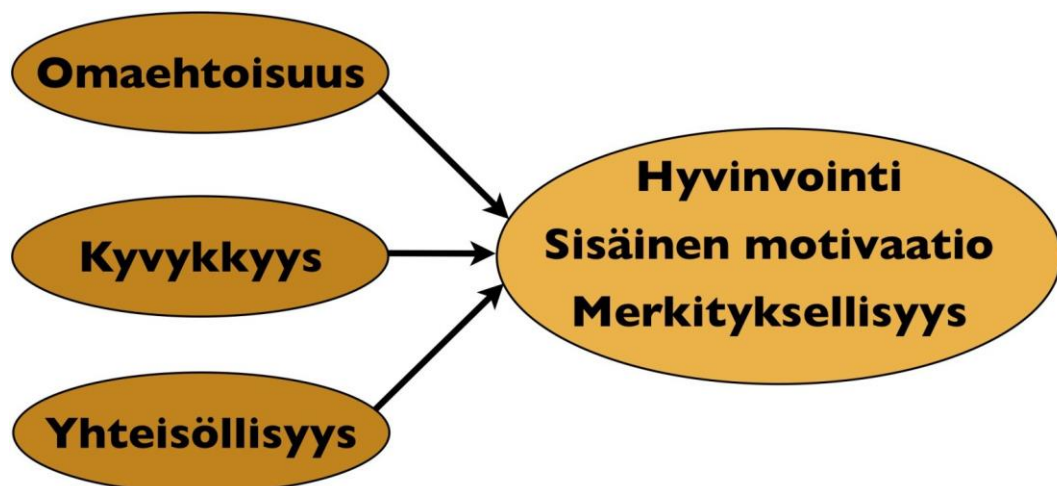 Omaehtoisuus
Kyvykkyys
Yhteisöllisyys
Hyvinvointi
Sisäinen motivaatio
Merkityksellisyys